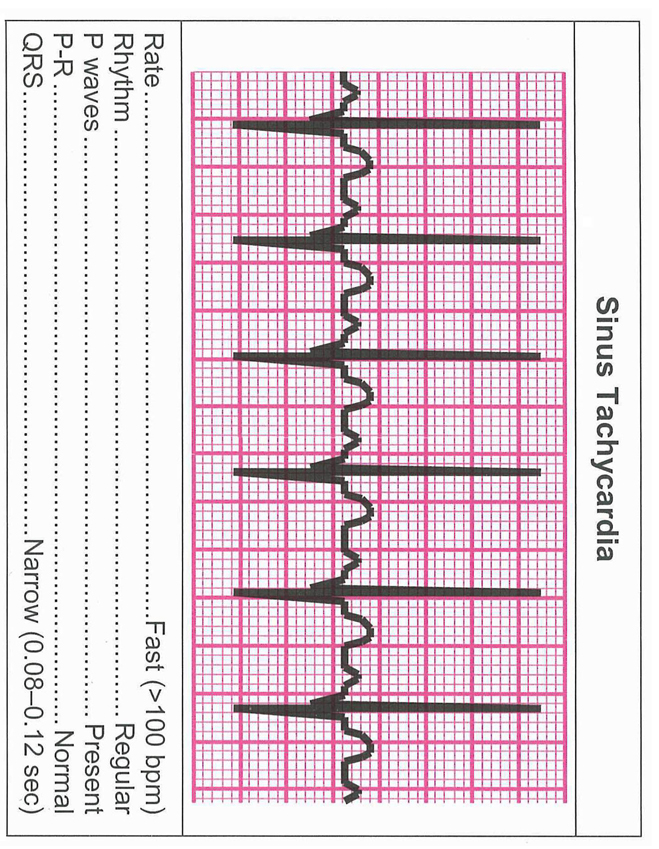 Sinus Tachycardia
Rate ........................................................ Fast (>100 bpm)
Rhythm .................................................................. Regular
P waves ................................................................. Present
P-R ........................................................................ Normal
QRS ............................................ Narrow (0.08–0.12 sec)